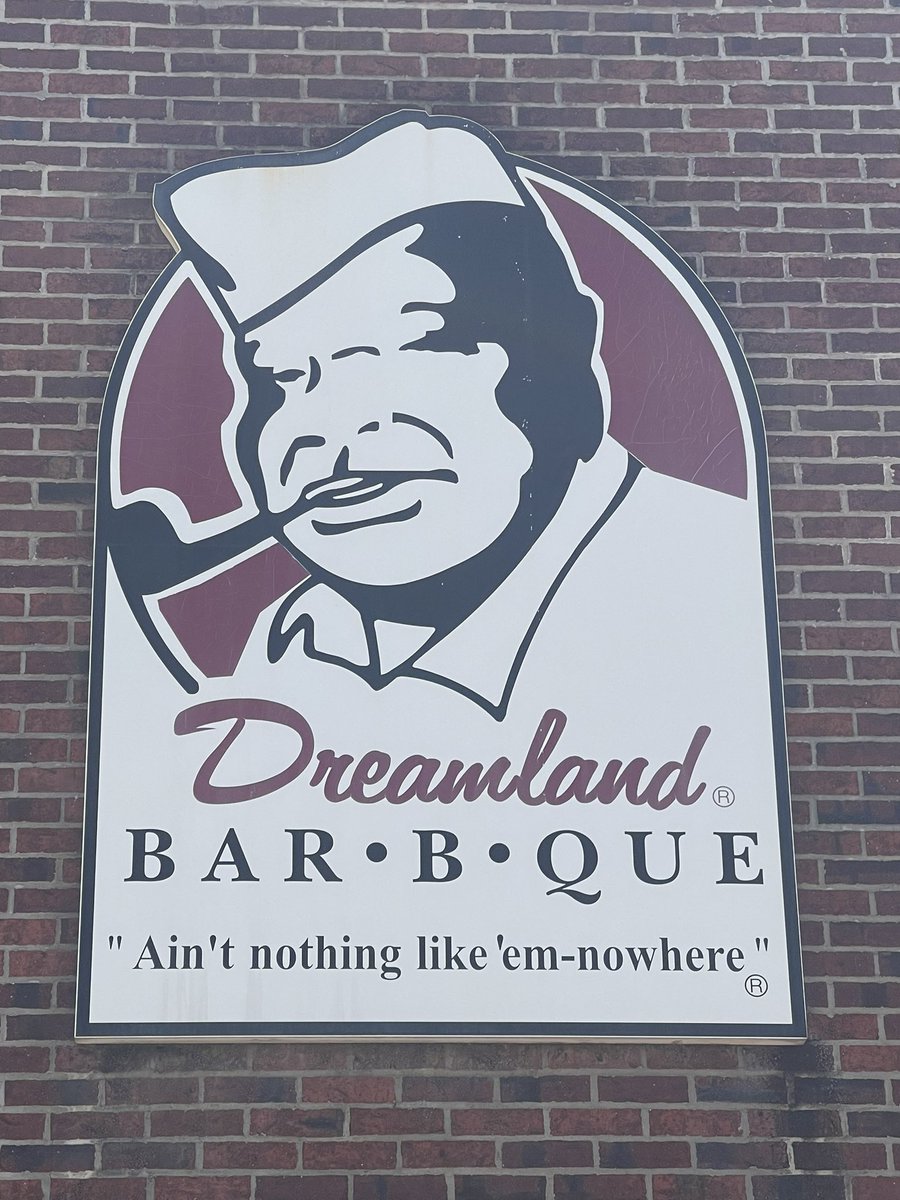 Dreamland ®
BAR•B•QUE
"Ain't nothing like 'em-nowhere" ®